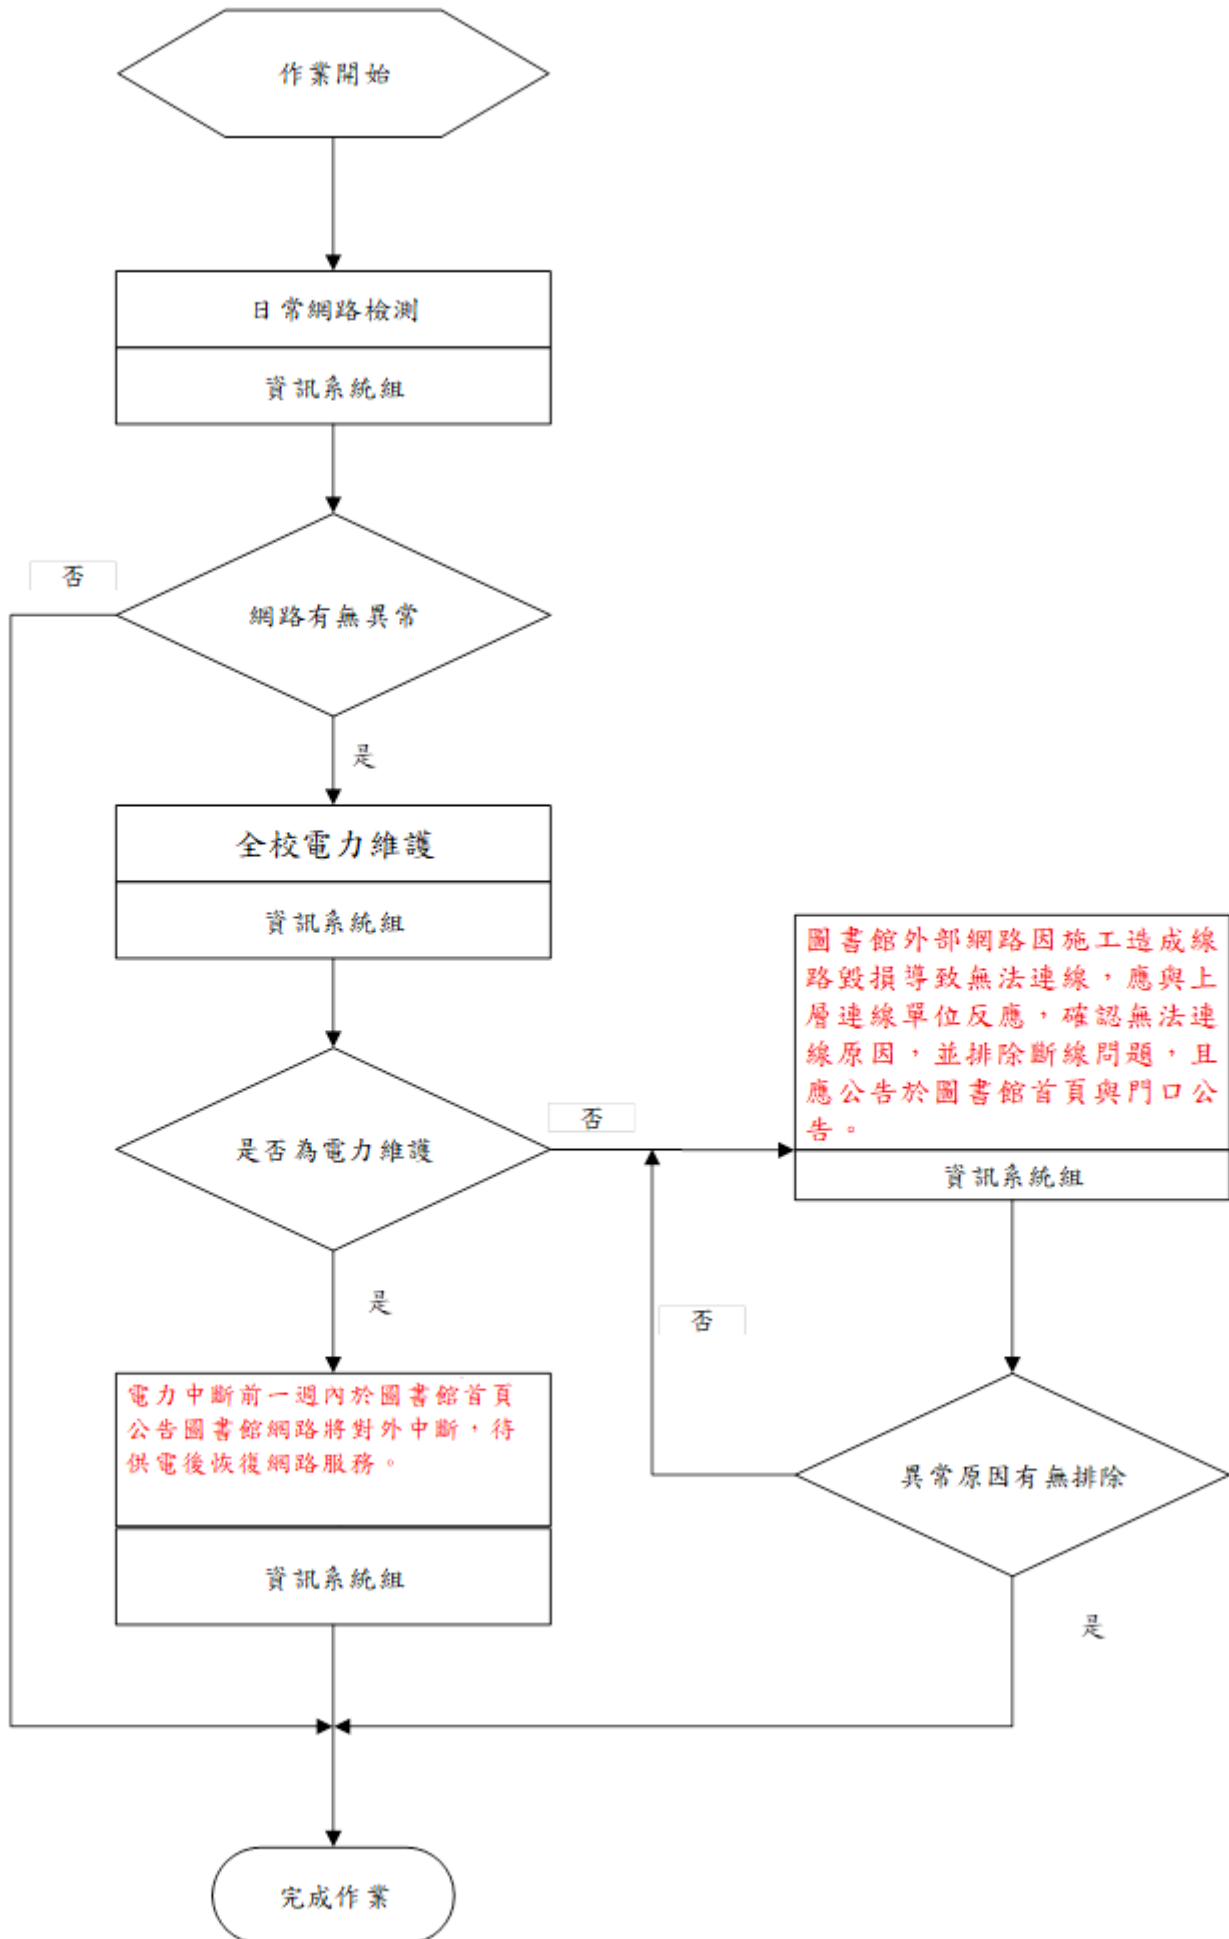 作業開始
日常網路檢測
資訊系統組
否
網路有無異常
是
全校電力維護
資訊系統組
是否為電力維護
否
圖書館外部網路因施工造成線
路毀損導致無法連線，應與上
層連線單位反應，確認無法連
線原因，並排除斷線問題，且
應公告於圖書館首頁與門口公
告。
資訊系統組
是
否
電力中斷前一週內於圖書館首頁
公告圖書館網路將對外中斷，待
供電後恢復網路服務。
資訊系統組
異常原因有無排除
是
完成作業